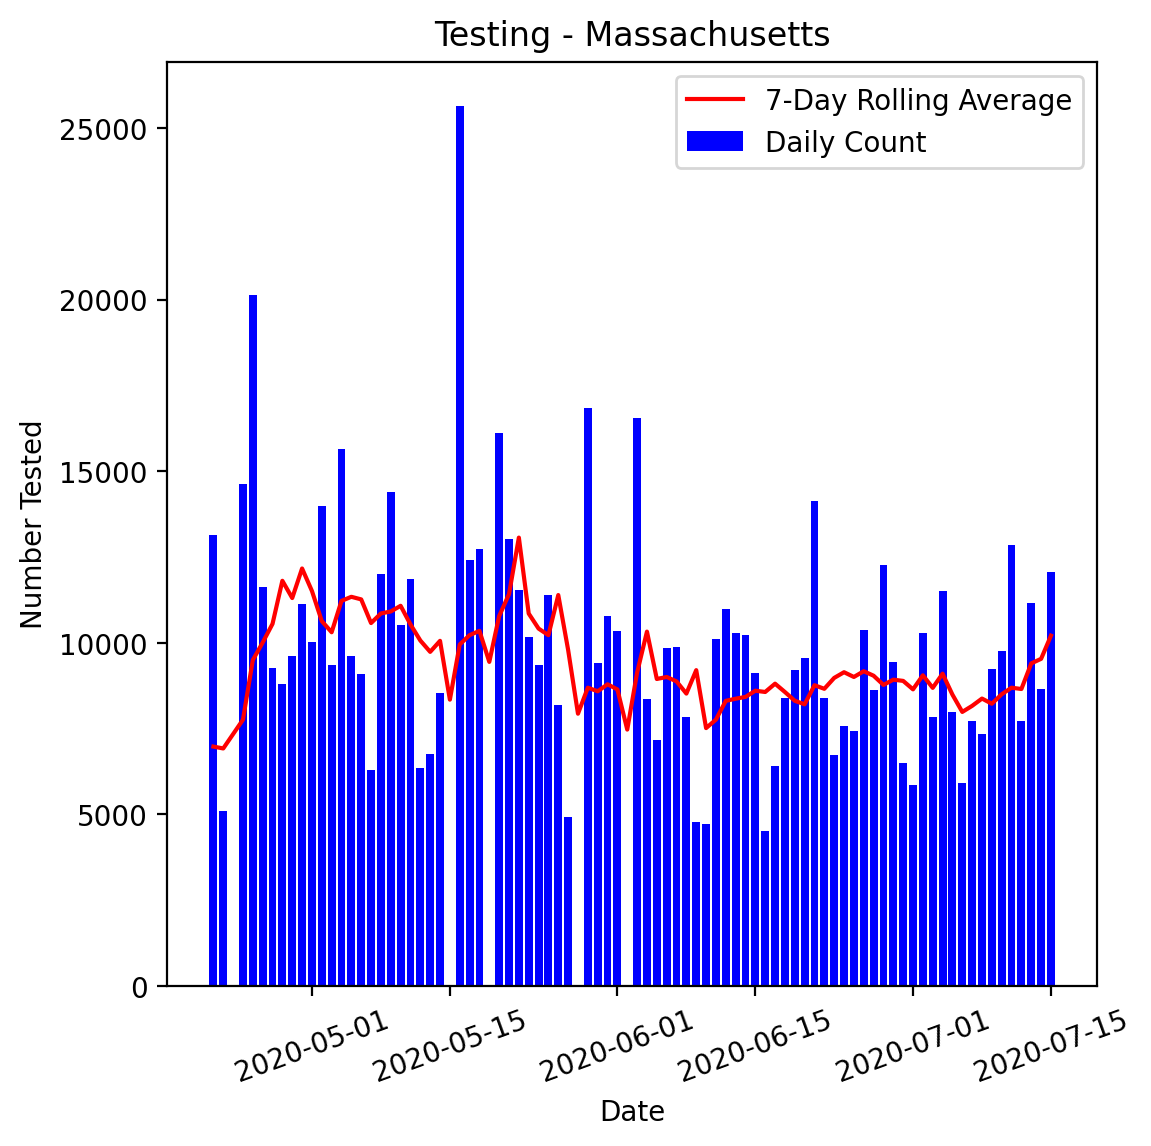 Testing - Massachusetts
7-Day Rolling Average
Daily Count
25000
20000
15000
10000
5000
0
Number Tested
2020-05-01
2020-05-15
2020-06-01
2020-06-15
2020-07-01
2020-07-15
Date